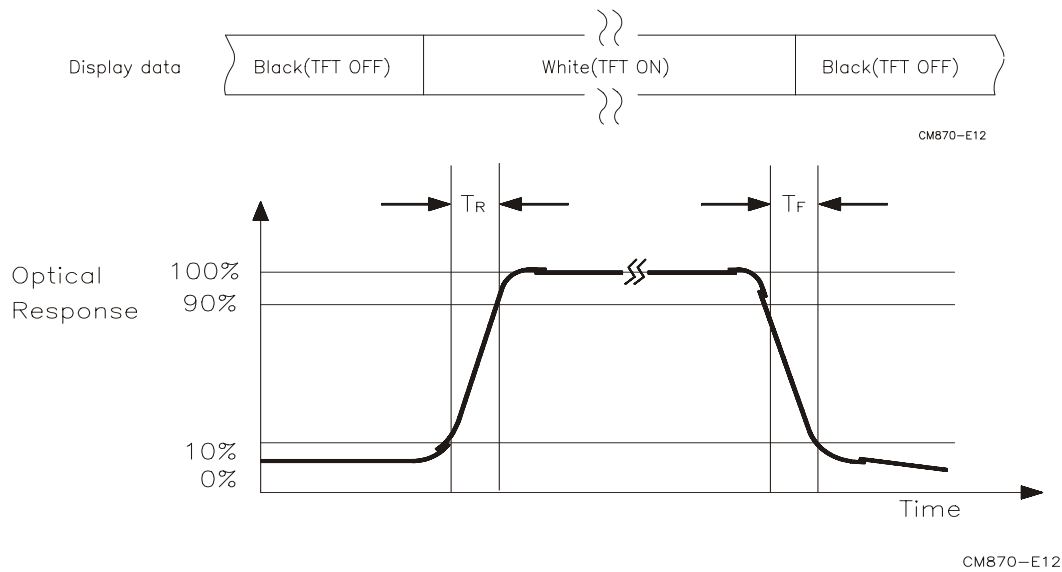 Display data
Black(TFT OFF)
White(TFT ON)
Black(TFT OFF)
CM870-E12
TR
TF
Optical
Response
100%
90%
10%
0%
Time
CM870-E12